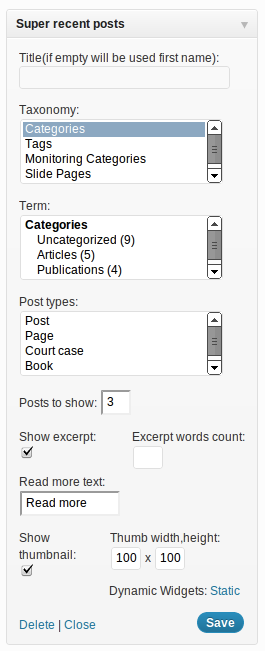 Super recent posts
Title(if empty will be used first name):
Taxonomy:
Categories
Tags
Monitoring Categories
Slide Pages
Term:
Categories
Uncategorized (9)
Articles (5)
Publications (4)
Post types:
Post
Page
Court case
Book
Posts to show: 3
Show excerpt: Excerpt words count:
Read more text:
Read more
Show thumbnail: Thumb width,height:
100 x 100
Dynamic Widgets: Static
Delete | Close Save